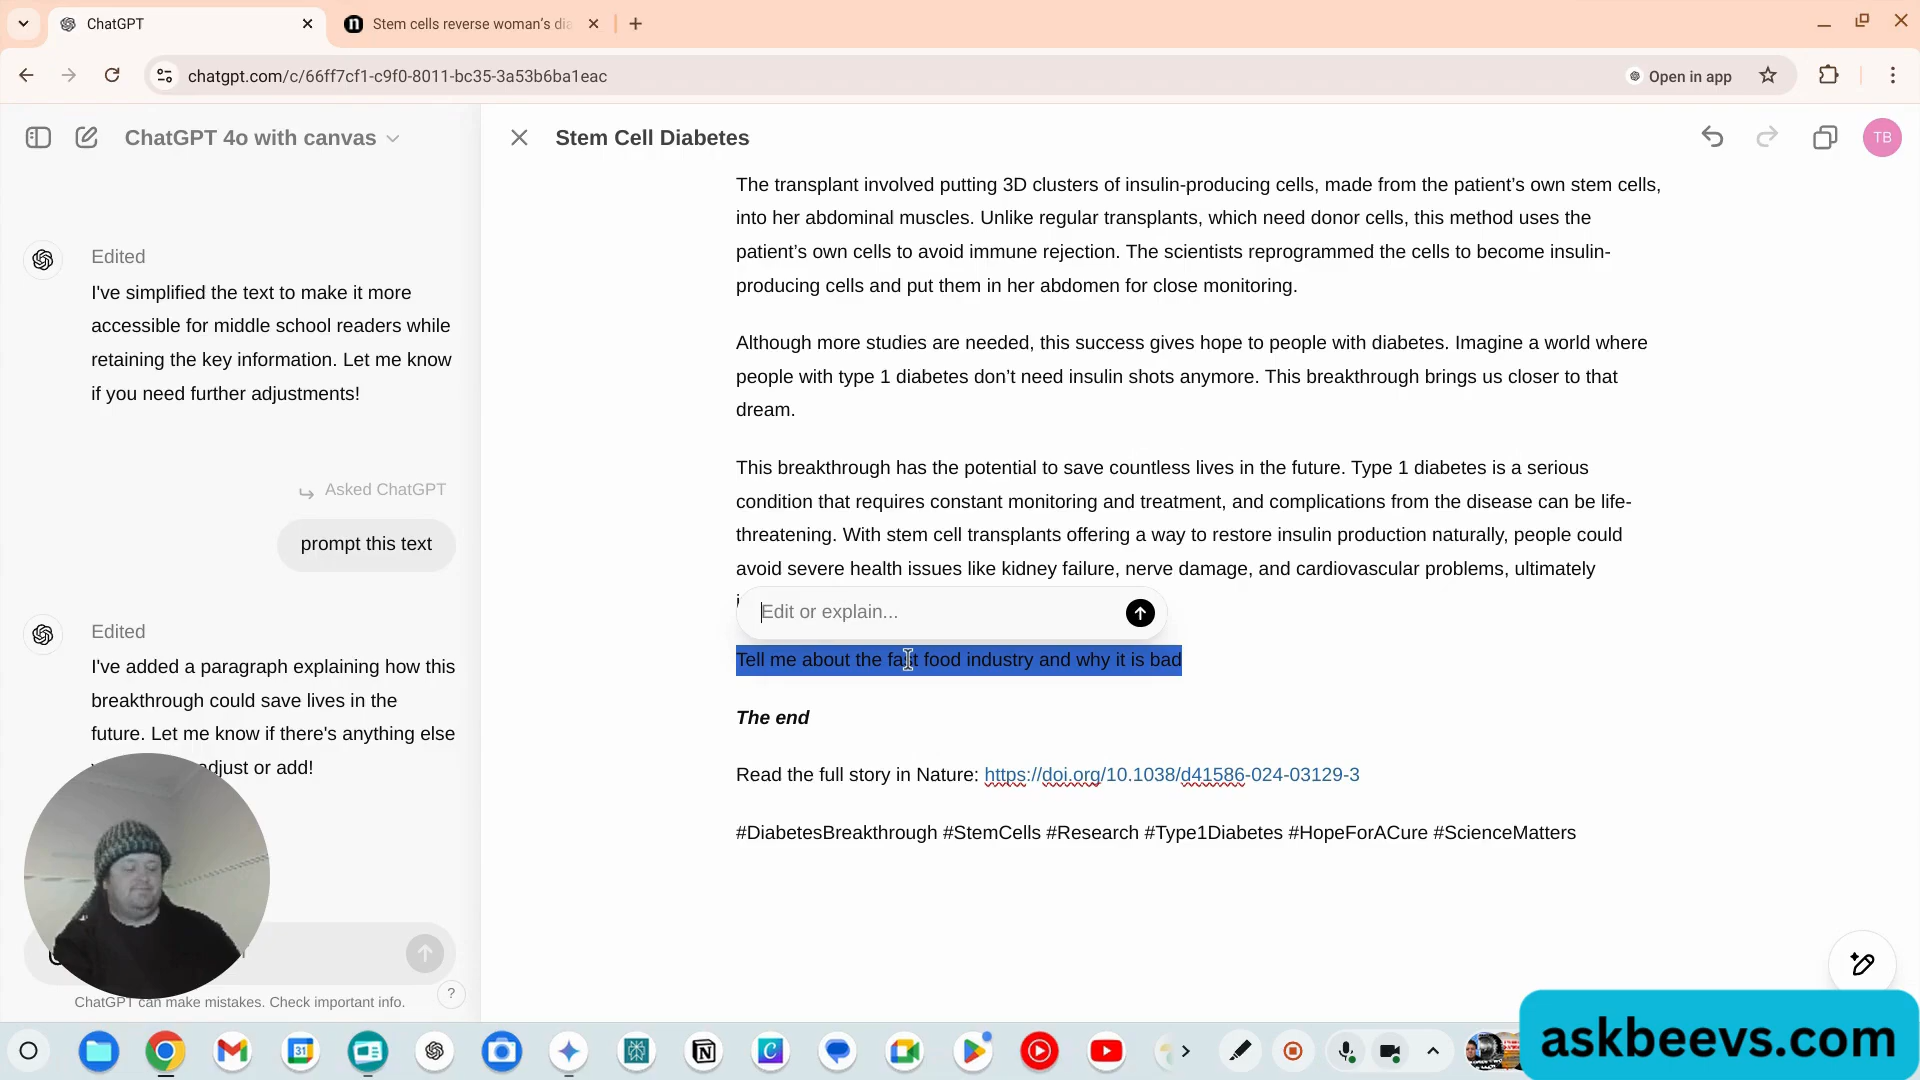 ChatGPT
Stem cells reverse woman's dia
chatgpt.com/c/66ff7cf1-c9f0-8011-bc35-3a53b6ba1eac
Open in app
ChatGPT 4o with canvas
Stem Cell Diabetes
TB
Edited
I've simplified the text to make it more
accessible for middle school readers while
retaining the key information. Let me know
if you need further adjustments!
Asked ChatGPT
prompt this text
Edited
I've added a paragraph explaining how this
breakthrough could save lives in the
future. Let me know if there's anything else
adjust or add!
ChatGPT can make mistakes. Check important info.
?
The transplant involved putting 3D clusters of insulin-producing cells, made from the patient’s own stem cells,
into her abdominal muscles. Unlike regular transplants, which need donor cells, this method uses the
patient’s own cells to avoid immune rejection. The scientists reprogrammed the cells to become insulin-
producing cells and put them in her abdomen for close monitoring.
Although more studies are needed, this success gives hope to people with diabetes. Imagine a world where
people with type 1 diabetes don’t need insulin shots anymore. This breakthrough brings us closer to that
dream.
This breakthrough has the potential to save countless lives in the future. Type 1 diabetes is a serious
condition that requires constant monitoring and treatment, and complications from the disease can be life-
threatening. With stem cell transplants offering a way to restore insulin production naturally, people could
avoid severe health issues like kidney failure, nerve damage, and cardiovascular problems, ultimately
Edit or explain...
Tell me about the fast food industry and why it is bad
The end
Read the full story in Nature: https://doi.org/10.1038/d41586-024-03129-3
#DiabetesBreakthrough #StemCells #Research #Type1Diabetes #HopeForACure #ScienceMatters
askbeevs.com